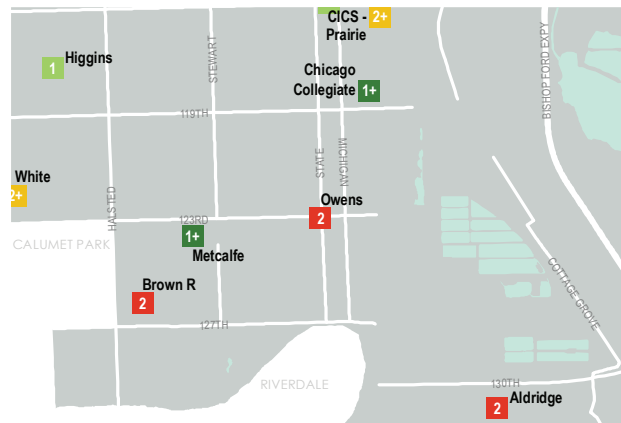 CICS -
Prairie
2+
Higgins
1
STEWART
BISHOP FORD EXPY
Chicago
Collegiate
1+
119TH
STATE
MICHIGAN
White
2+
HALSTED
Owens
2
123RD
1+
Metcalfe
CALUMET PARK
COTTAGE GROVE
Brown R
2
127TH
RIVERDALE
130TH
Aldridge
2